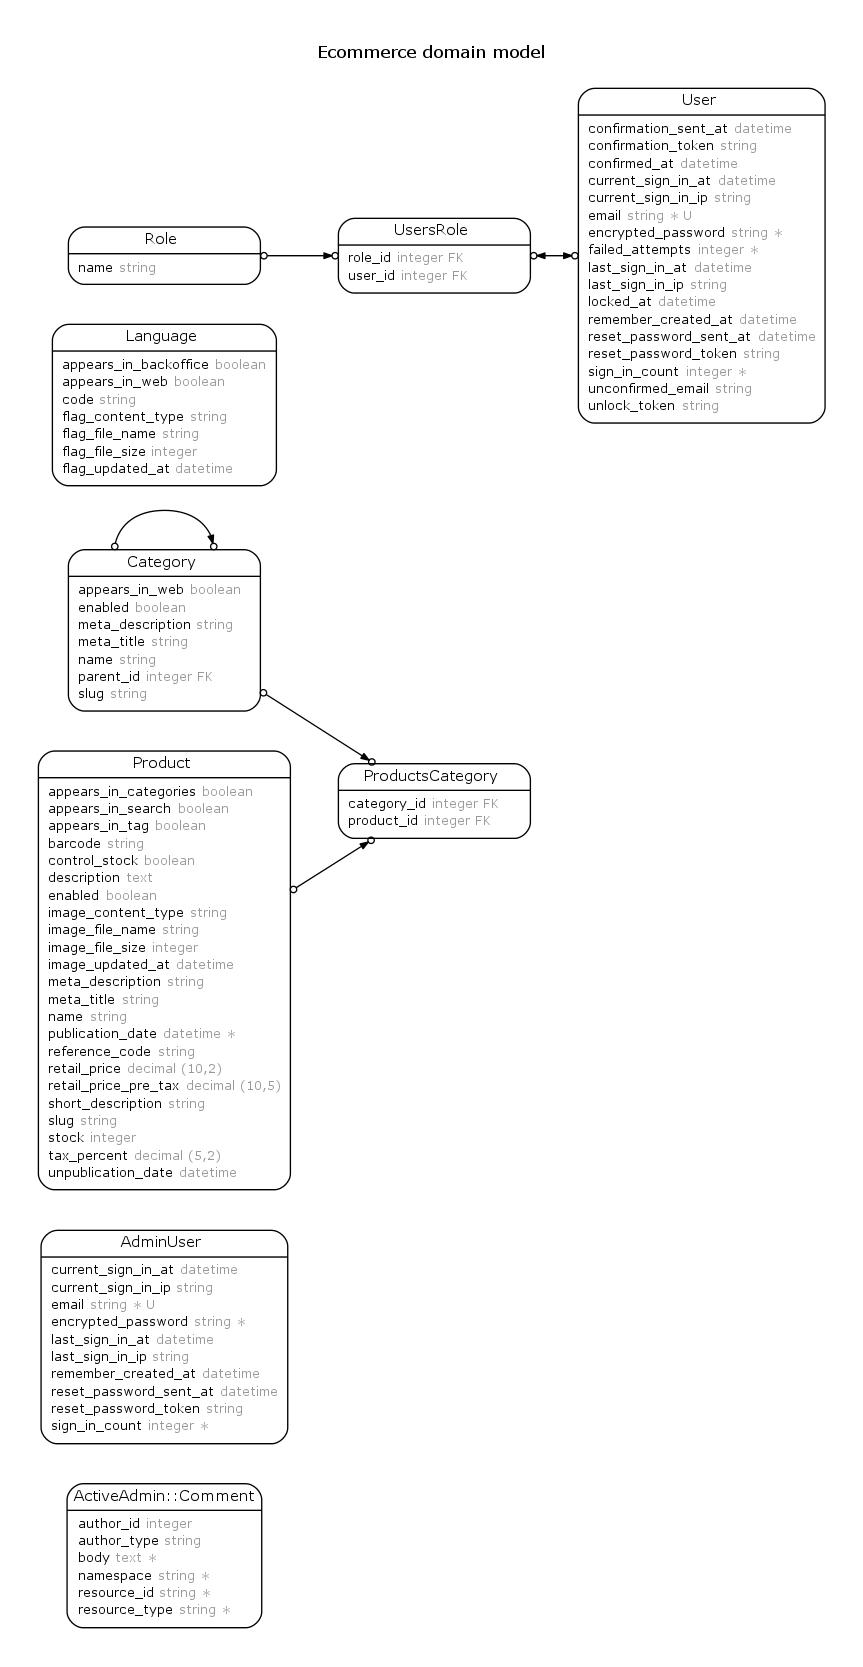 Ecommerce domain model
User
confirmation_sent_at datetime
confirmation_token string
confirmed_at datetime
current_sign_in_at datetime
current_sign_in_ip string
email string * U
encrypted_password string *
failed_attempts integer *
last_sign_in_at datetime
last_sign_in_ip string
locked_at datetime
remember_created_at datetime
reset_password_sent_at datetime
reset_password_token string
sign_in_count integer *
unconfirmed_email string
unlock_token string
Role
name string
UsersRole
role_id integer FK
user_id integer FK
Language
appears_in_backoffice boolean
appears_in_web boolean
code string
flag_content_type string
flag_file_name string
flag_file_size integer
flag_updated_at datetime
Category
appears_in_web boolean
enabled boolean
meta_description string
meta_title string
name string
parent_id integer FK
slug string
Product
appears_in_categories boolean
appears_in_search boolean
appears_in_tag boolean
barcode string
control_stock boolean
description text
enabled boolean
image_content_type string
image_file_name string
image_file_size integer
image_updated_at datetime
meta_description string
meta_title string
name string
publication_date datetime *
reference_code string
retail_price decimal (10,2)
retail_price_pre_tax decimal (10,5)
short_description string
slug string
stock integer
tax_percent decimal (5,2)
unpublication_date datetime
ProductsCategory
category_id integer FK
product_id integer FK
AdminUser
current_sign_in_at datetime
current_sign_in_ip string
email string * U
encrypted_password string *
last_sign_in_at datetime
last_sign_in_ip string
remember_created_at datetime
reset_password_sent_at datetime
reset_password_token string
sign_in_count integer *
ActiveAdmin::Comment
author_id integer
author_type string
body text *
namespace string *
resource_id string *
resource_type string *